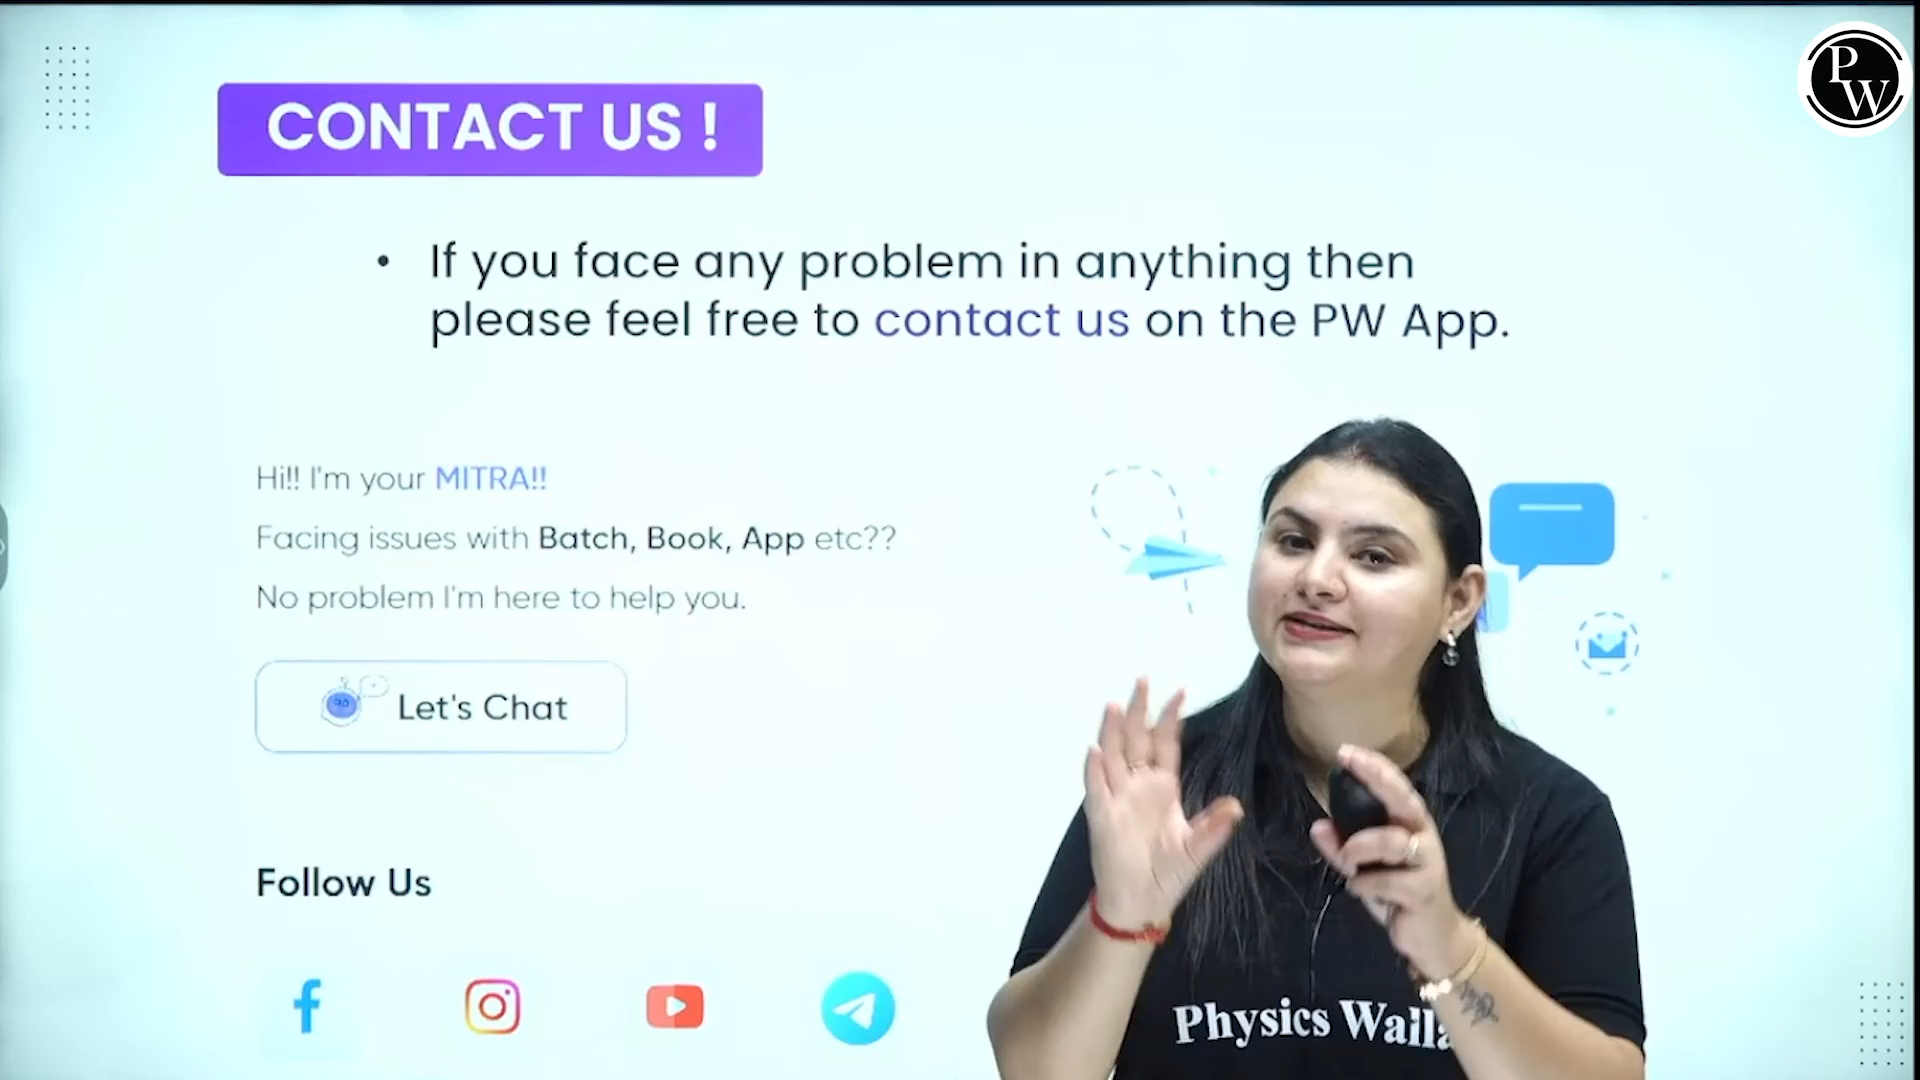 PW
CONTACT US !
• If you face any problem in anything then
please feel free to contact us on the PW App.
Hi!! I'm your MITRA!!
Facing issues with Batch, Book, App etc??
No problem I'm here to help you.
Let's Chat
Follow Us
Physics Walla